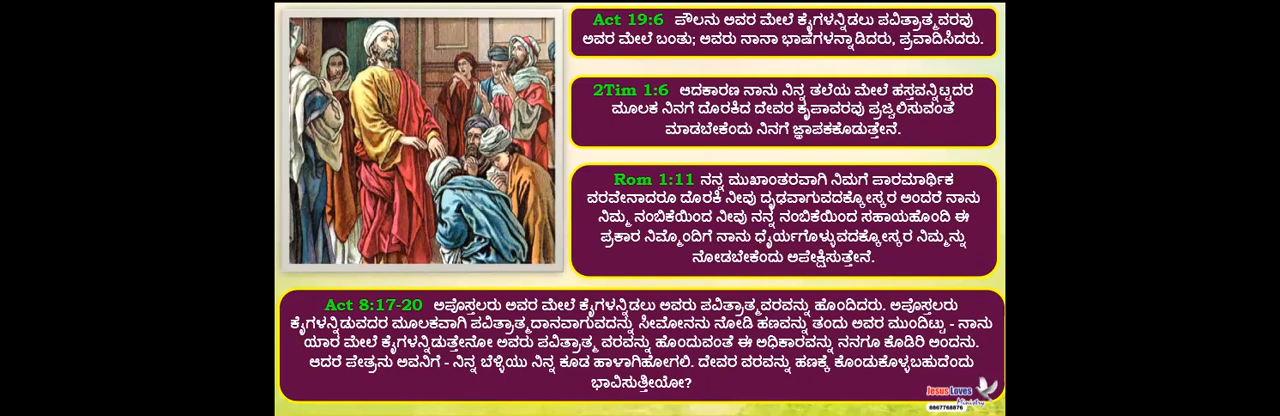 Act 19:6 ಪೌಲನು ಅವರ ಮೇಲೆ ಕೈಗಳನ್ನಿಡಲು ಪವಿತ್ರಾತ್ಮವರವು
ಅವರ ಮೇಲೆ ಬಂತು; ಅವರು ನಾನಾ ಭಾಷೆಗಳನ್ನಾಡಿದರು, ಪ್ರವಾದಿಸಿದರು.
2Tim 1:6 ಆದಕಾರಣ ನಾನು ನಿನ್ನ ತಲೆಯ ಮೇಲೆ ಹಸ್ತವನ್ನಿಟ್ಟದರ
ಮೂಲಕ ನಿನಗೆ ದೊರಕಿದ ದೇವರ ಕೃಪಾವರವು ಪ್ರಜ್ವಲಿಸುವಂತೆ
ಮಾಡಬೇಕೆಂದು ನಿನಗೆ ಜ್ಞಾಪಕಕೊಡುತ್ತೇನೆ.
Rom 1:11 ನನ್ನ ಮುಖಾಂತರವಾಗಿ ನಿಮಗೆ ಪಾರಮಾರ್ಥಿಕ
ವರವೇನಾದರೂ ದೊರಕಿ ನೀವು ದೃಢವಾಗುವದಕ್ಕೋಸ್ಕರ ಅಂದರೆ ನಾನು
ನಿಮ್ಮ ನಂಬಿಕೆಯಿಂದ ನೀವು ನನ್ನ ನಂಬಿಕೆಯಿಂದ ಸಹಾಯಹೊಂದಿ ಈ
ಪ್ರಕಾರ ನಿಮ್ಮೊಂದಿಗೆ ನಾನು ಧೈರ್ಯಗೊಳ್ಳುವದಕ್ಕೋಸ್ಕರ ನಿಮ್ಮನ್ನು
ನೋಡಬೇಕೆಂದು ಅಪೇಕ್ಷಿಸುತ್ತೇನೆ.
Act 8:17-20 ಅಪೊಸ್ತಲರು ಅವರ ಮೇಲೆ ಕೈಗಳನ್ನಿಡಲು ಅವರು ಪವಿತ್ರಾತ್ಮವರವನ್ನು ಹೊಂದಿದರು. ಅಪೊಸ್ತಲರು
ಕೈಗಳನ್ನಿಡುವದರ ಮೂಲಕವಾಗಿ ಪವಿತ್ರಾತ್ಮದಾನವಾಗುವದನ್ನು ಸೀಮೋನನು ನೋಡಿ ಹಣವನ್ನು ತಂದು ಅವರ ಮುಂದಿಟ್ಟು - ನಾನು
ಯಾರ ಮೇಲೆ ಕೈಗಳನ್ನಿಡುತ್ತೇನೋ ಅವರು ಪವಿತ್ರಾತ್ಮ ವರವನ್ನು ಹೊಂದುವಂತೆ ಈ ಅಧಿಕಾರವನ್ನು ನನಗೂ ಕೊಡಿರಿ ಅಂದನು.
ಆದರೆ ಪೇತ್ರನು ಅವನಿಗೆ - ನಿನ್ನ ಬೆಳ್ಳಿಯು ನಿನ್ನ ಕೂಡ ಹಾಳಾಗಿಹೋಗಲಿ. ದೇವರ ವರವನ್ನು ಹಣಕ್ಕೆ ಕೊಂಡುಕೊಳ್ಳಬಹುದೆಂದು
ಭಾವಿಸುತ್ತೀಯೋ?
Jesus Loves
Ministry
8867768876